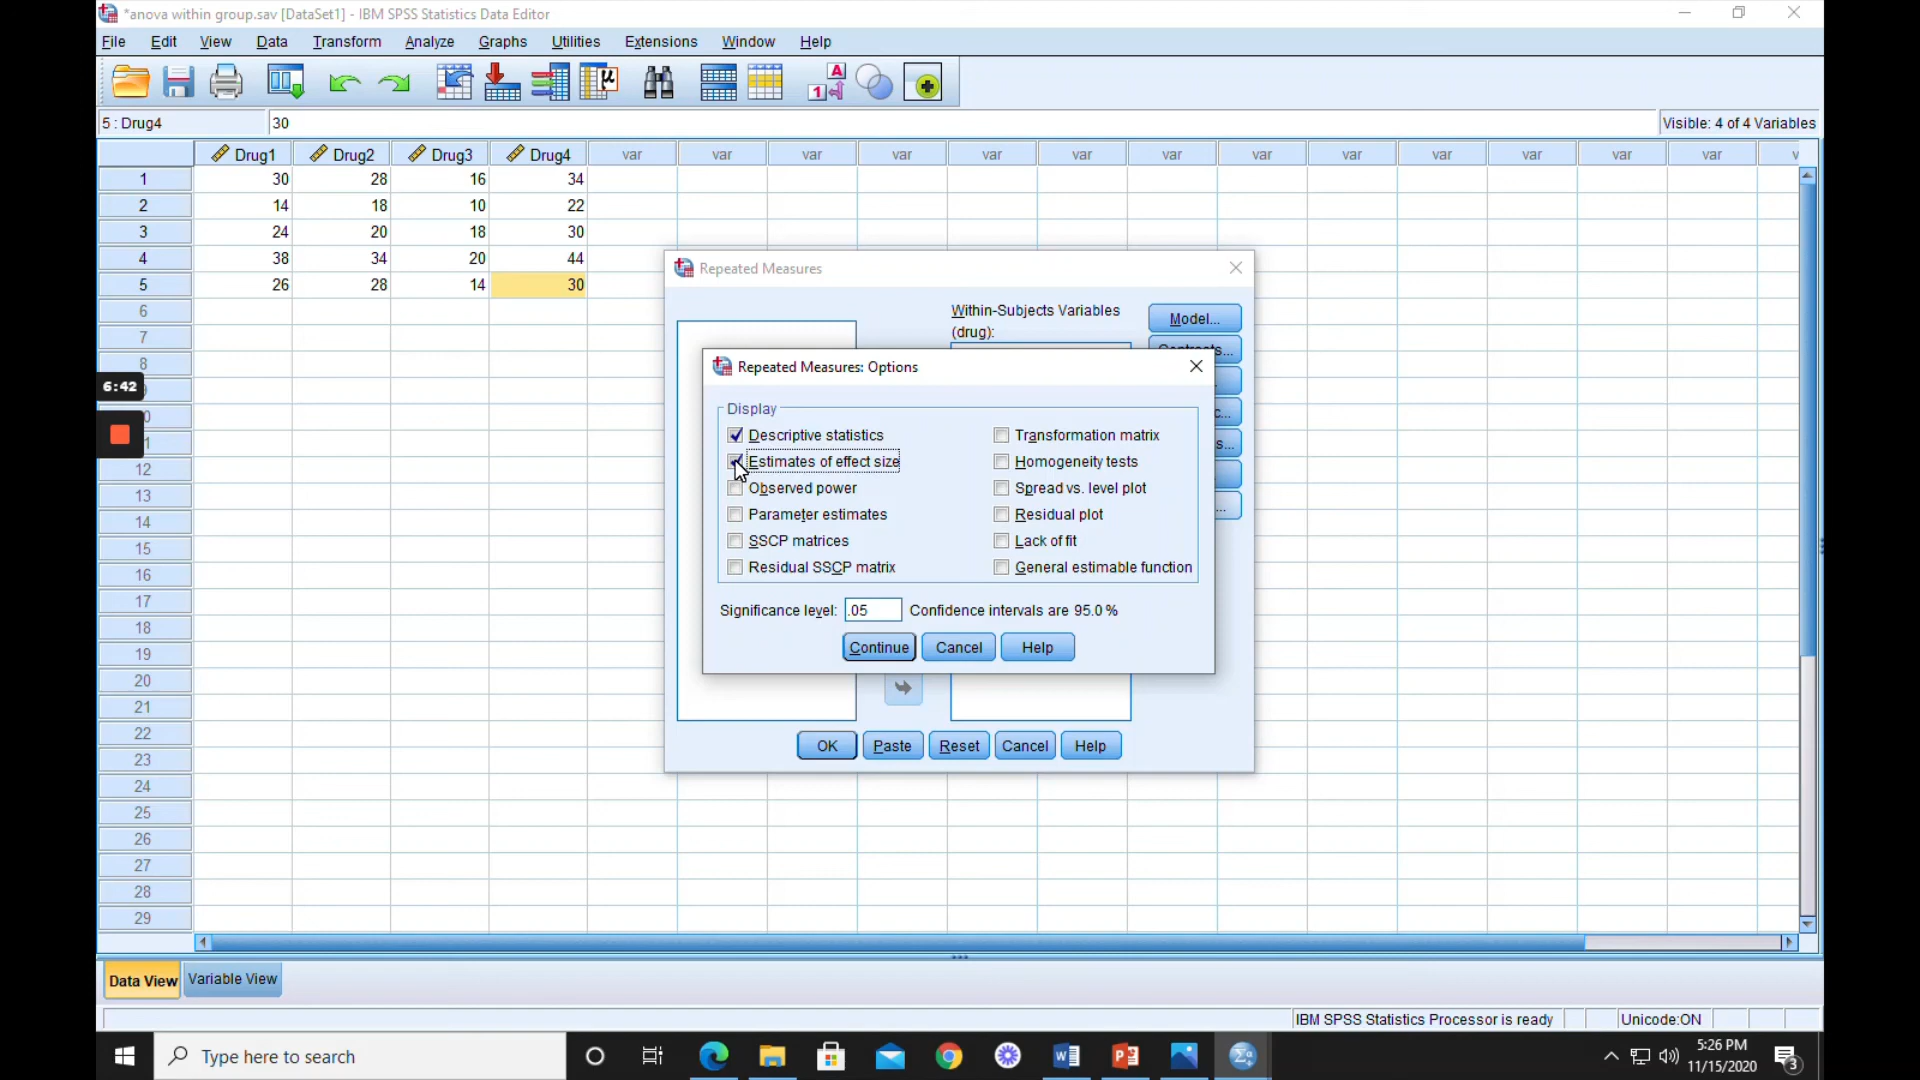 *anova within group.sav [DataSet1] - IBM SPSS Statistics Data Editor
File Edit View Data Transform Analyze Graphs Utilities Extensions Window Help
5 : Drug4 30 Visible: 4 of 4 Variables
Drug1 Drug2 Drug3 Drug4 var var var var var var var var var var var var var
1 30 28 16 34
2 14 18 10 22
3 24 20 18 30
4 38 34 20 44
5 26 28 14 30
6
7
8
6:42
12
13
14
15
16
17
18
19
20
21
22
23
24
25
26
27
28
29
Repeated Measures
Within-Subjects Variables
(drug):
Model...
Repeated Measures: Options
Display
Descriptive statistics Transformation matrix
Estimates of effect size Homogeneity tests
Observed power Spread vs. level plot
Parameter estimates Residual plot
SSCP matrices Lack of fit
Residual SSCP matrix General estimable function
Significance level: .05 Confidence intervals are 95.0 %
Continue Cancel Help
OK Paste Reset Cancel Help
Data View Variable View
IBM SPSS Statistics Processor is ready Unicode:ON
Type here to search
5:26 PM
11/15/2020
3